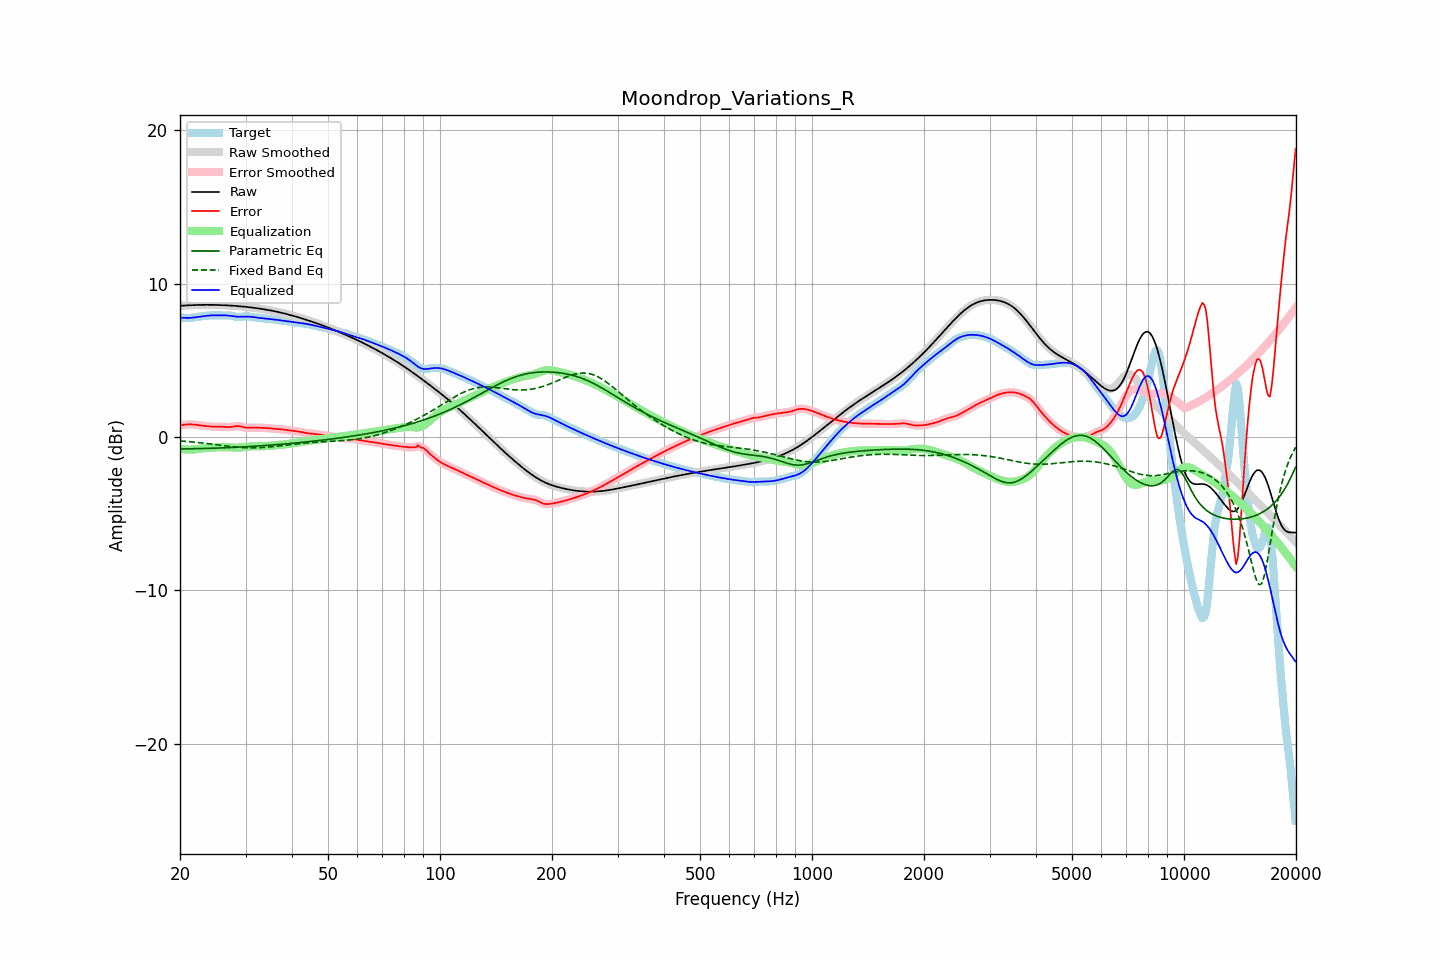 Moondrop_Variations_R
Target
Raw Smoothed
Error Smoothed
Raw
Error
Equalization
Parametric Eq
Fixed Band Eq
Equalized
20
10
0
−10
−20
Amplitude (dBr)
20 50 100 200 500 1000 2000 5000 10000 20000
Frequency (Hz)